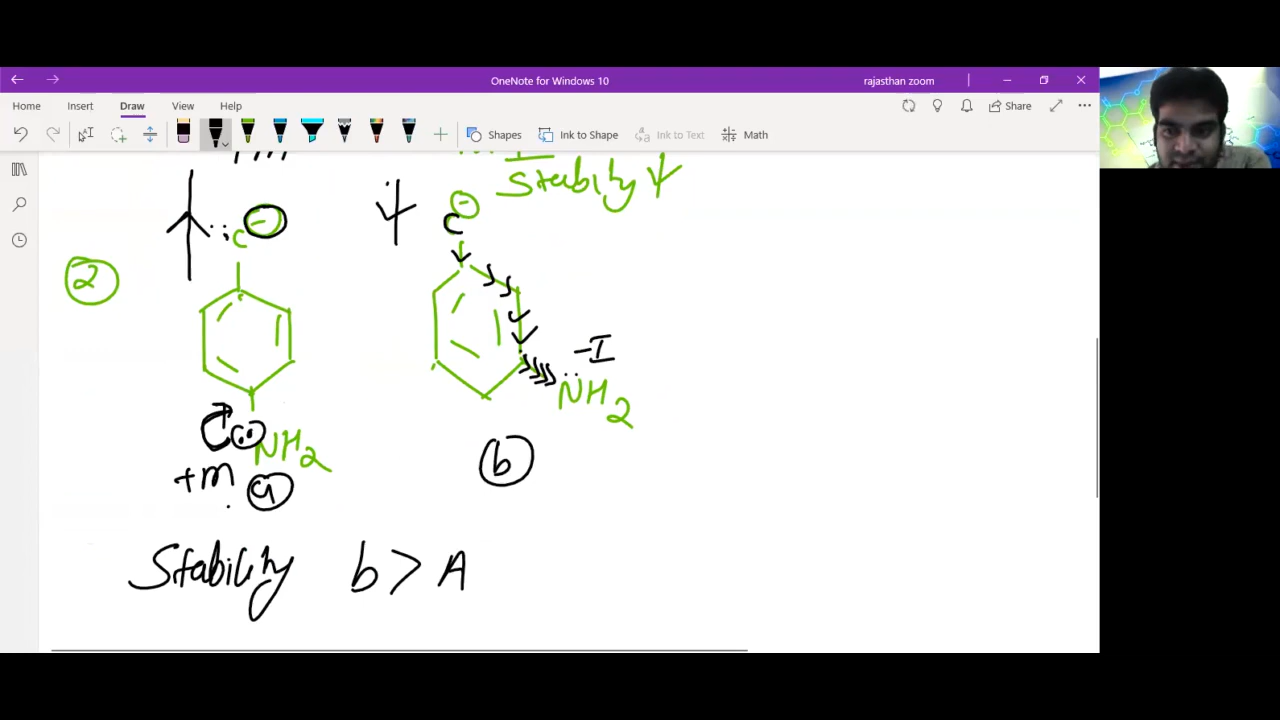 OneNote for Windows 10
rajasthan zoom
Home Insert Draw View Help
Share
Shapes
Ink to Shape
Ink to Text
Math
+m
Stability ↓
C ⊖
C ⊖
2
-I
NH2
NH2
+m
a
b
Stability b > A